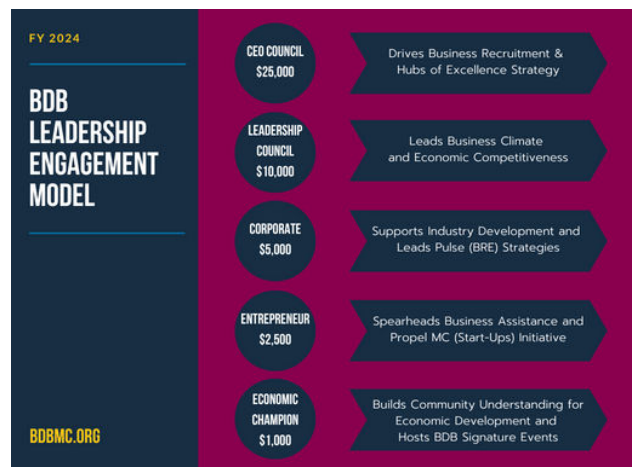 FY 2024
BDB
LEADERSHIP
ENGAGEMENT
MODEL
BDBMC.ORG
CEO COUNCIL
$25,000
Drives Business Recruitment &
Hubs of Excellence Strategy
LEADERSHIP
COUNCIL
$10,000
Leads Business Climate
and Economic Competitiveness
CORPORATE
$5,000
Supports Industry Development and
Leads Pulse (BRE) Strategies
ENTREPRENEUR
$2,500
Spearheads Business Assistance and
Propel MC (Start-Ups) Initiative
ECONOMIC
CHAMPION
$1,000
Builds Community Understanding for
Economic Development and
Hosts BDB Signature Events